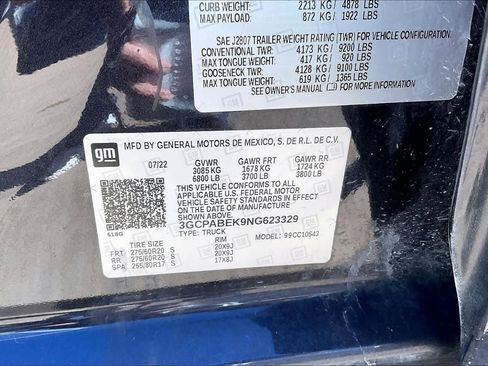 CURB WEIGHT: 2213 KG / 4878 LBS
MAX PAYLOAD: 872 KG / 1922 LBS
SAE J2807 TRAILER WEIGHT RATING (TWR) FOR VEHICLE CONFIGURATION.
CONVENTIONAL TWR: 4173 KG / 9200 LBS
MAX TONGUE WEIGHT: 417 KG / 920 LBS
GOOSENECK TWR: 4128 KG / 9100 LBS
MAX TONGUE WEIGHT: 619 KG / 1365 LBS
SEE OWNER'S MANUAL FOR MORE INFORMATION.
gm
MFD BY GENERAL MOTORS DE MEXICO, S. DE R.L. DE C.V.
07/22 GVWR GAWR FRT GAWR RR
3085 KG 1678 KG 1724 KG
6800 LB 3700 LB 3800 LB
THIS VEHICLE CONFORMS TO ALL
APPLICABLE U.S. FEDERAL MOTOR
VEHICLE SAFETY STANDARDS IN EFFECT
ON THE DATE OF MANUFACTURE SHOWN ABOVE.
3GCPABEK9NG623329
618G TYPE: TRUCK MODEL: 99CC10543
TIRE SIZE RIM
FRT 275/60R20 S 20X9J
RR 275/60R20 S 20X9J
SPA 255/80R17 S 17X8J